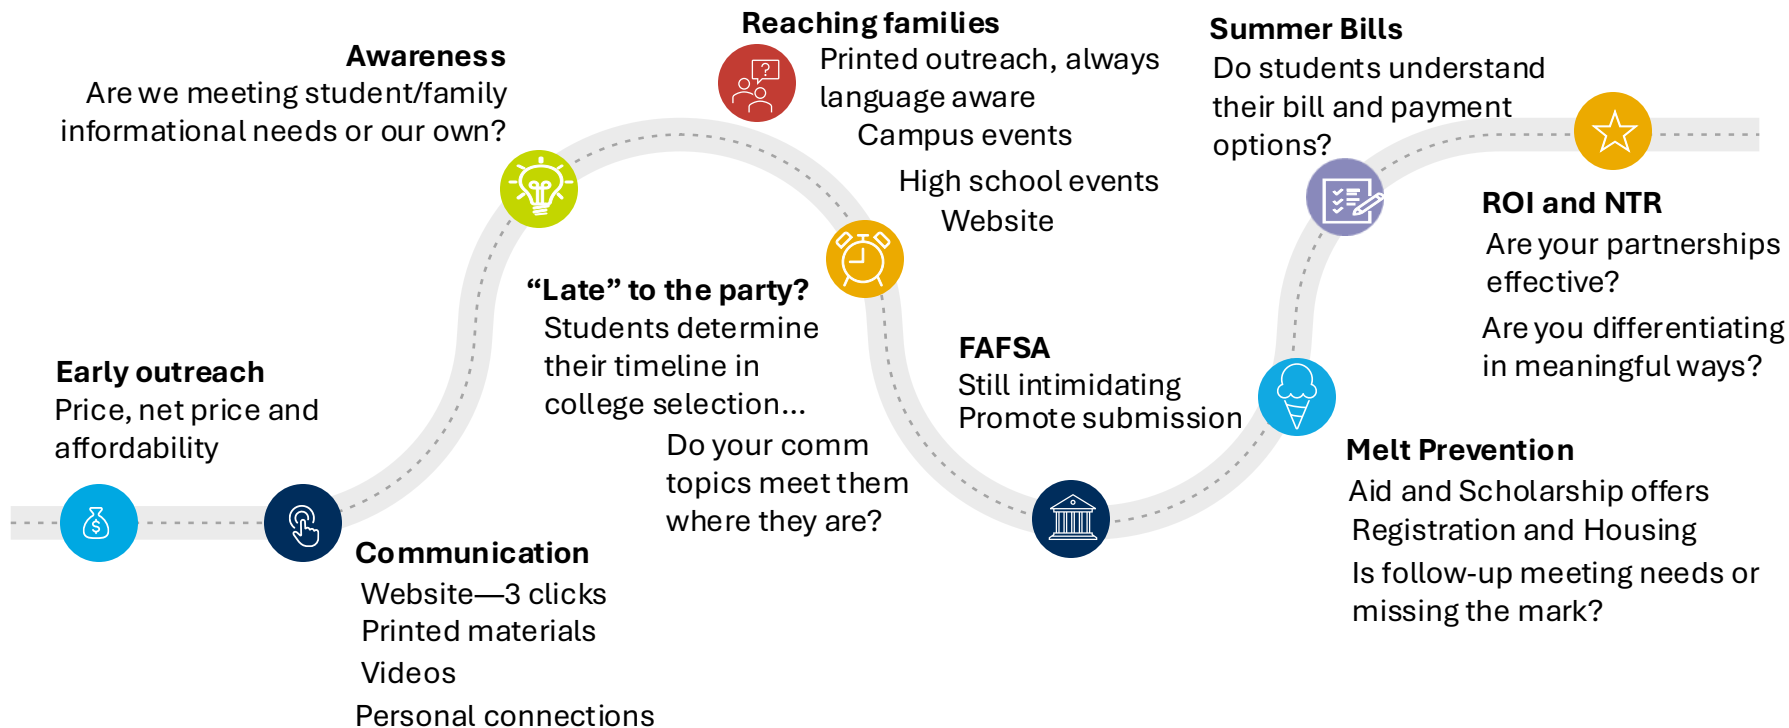 Early outreach
Price, net price and
affordability
Communication
Website—3 clicks
Printed materials
Videos
Personal connections
Awareness
Are we meeting student/family
informational needs or our own?
Reaching families
?
Printed outreach, always
language aware
Campus events
High school events
Website
“Late” to the party?
Students determine
their timeline in
college selection...
Do your comm
topics meet them
where they are?
FAFSA
Still intimidating
Promote submission
Melt Prevention
Aid and Scholarship offers
Registration and Housing
Is follow-up meeting needs or
missing the mark?
Summer Bills
Do students understand
their bill and payment
options?
ROI and NTR
Are your partnerships
effective?
Are you differentiating
in meaningful ways?
$